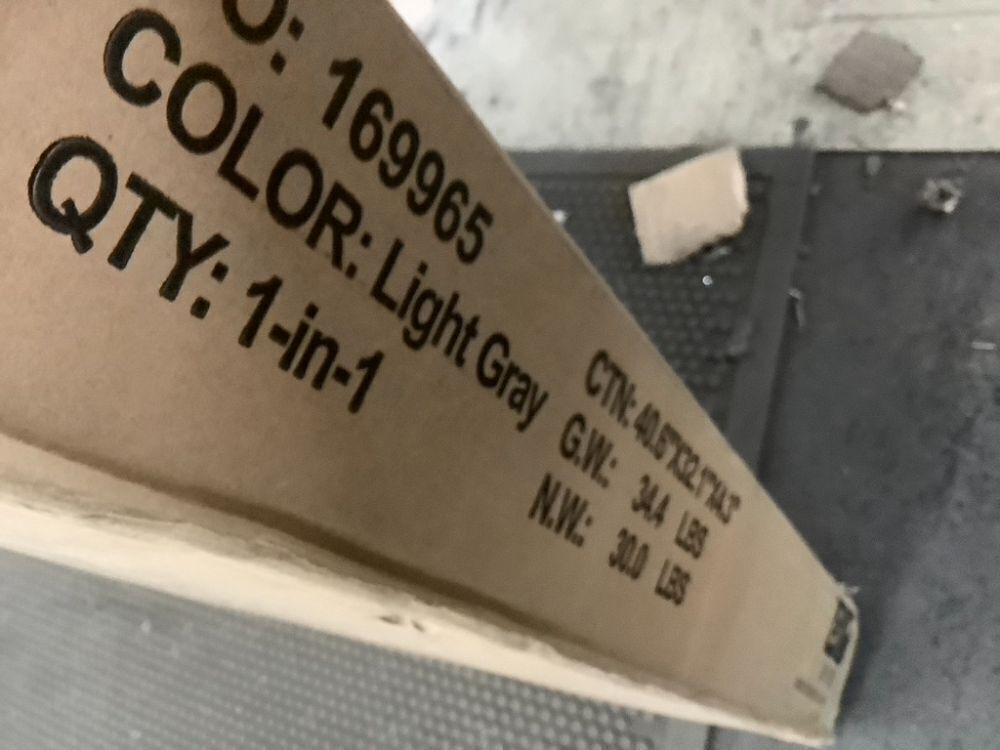 O: 169965
COLOR: Light Gray
QTY: 1-in-1
CTN: 40.6"X32.1"X4.3"
G.W.: 34.4 LBS
N.W.: 30.0 LBS